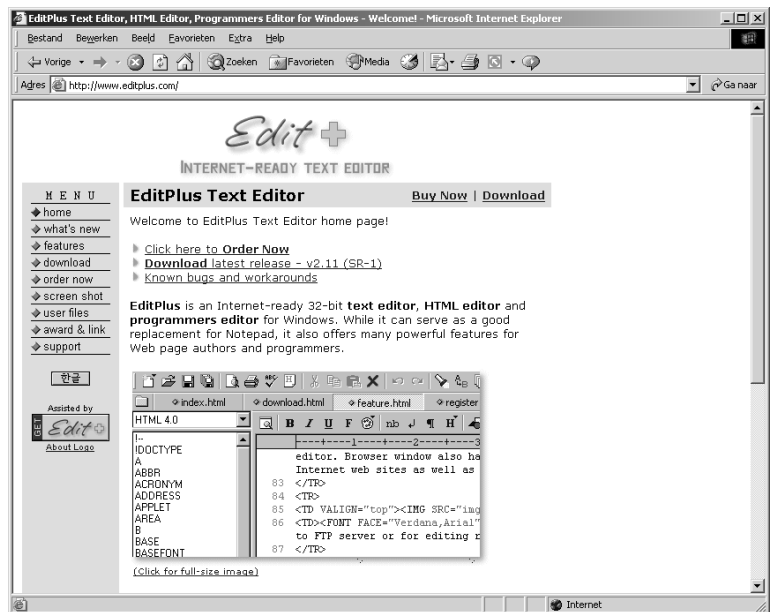 EditPlus Text Editor, HTML Editor, Programmers Editor for Windows - Welcome! - Microsoft Internet Explorer
Bestand Bewerken Beeld Favorieten Extra Help
Vorige Zoeken Favorieten Media
Adres http://www.editplus.com/ Ga naar
Edit +
INTERNET-READY TEXT EDITOR
MENU
home
what's new
features
download
order now
screen shot
user files
award & link
support
한글
Assisted by
GET Edit+
About Logo
EditPlus Text Editor Buy Now | Download
Welcome to EditPlus Text Editor home page!
Click here to Order Now
Download latest release - v2.11 (SR-1)
Known bugs and workarounds
EditPlus is an Internet-ready 32-bit text editor, HTML editor and
programmers editor for Windows. While it can serve as a good
replacement for Notepad, it also offers many powerful features for
Web page authors and programmers.
index.html download.html feature.html register
HTML 4.0 B I U F nb ¶ H
!--
!DOCTYPE
A
ABBR
ACRONYM
ADDRESS
APPLET
AREA
B
BASE
BASEFONT
----+----1----+----2----+----3
editor. Browser window also ha
Internet web sites as well as
83 </TR>
84 <TR>
85 <TD VALIGN="top"><IMG SRC="img
86 <TD><FONT FACE="Verdana,Arial"
to FTP server or for editing r
87 </TR>
(Click for full-size image)
Internet